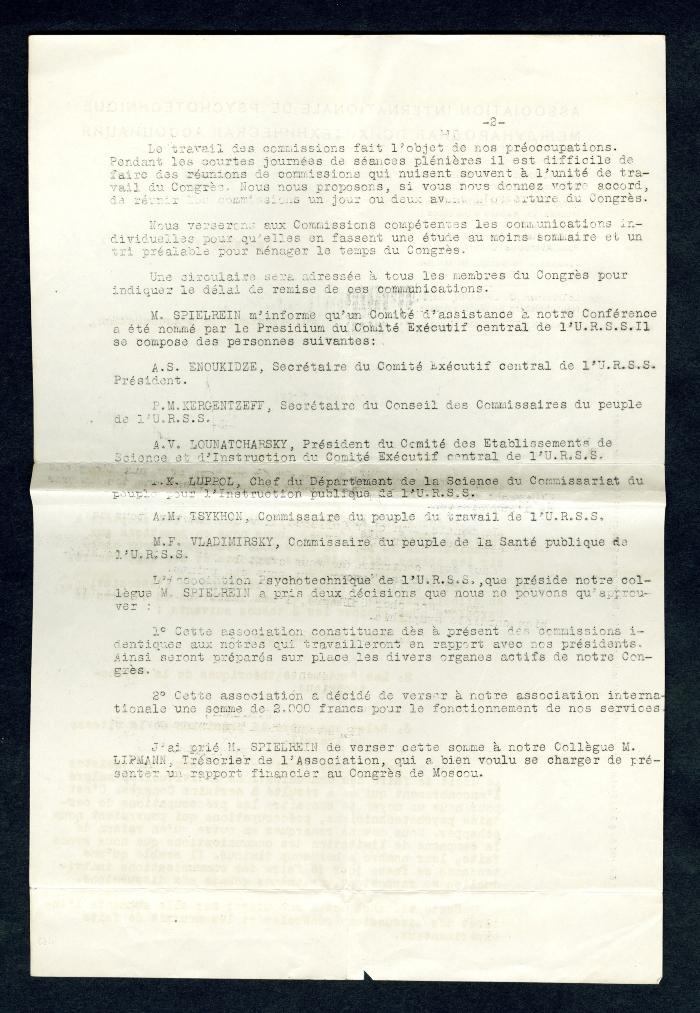 -2-
Le travail des commissions fait l'objet de nos préoccupations.
Pendant les courtes journées de séances plénières il est difficile de
faire des réunions de commissions qui nuisent souvent à l'unité de tra-
vail du Congrès. Nous nous proposons, si vous nous donnez votre accord,
de réunir les commissions un jour ou deux avant l'ouverture du Congrès.
Nous verserons aux Commissions compétentes les communications in-
dividuelles pour qu'elles en fassent une étude au moins sommaire et un
tri préalable pour ménager le temps du Congrès.
Une circulaire sera adressée à tous les membres du Congrès pour
indiquer le délai de remise de ces communications.
M. SPIELREIN m'informe qu'un Comité d'assistance à notre Conférence
a été nommé par le Presidium du Comité Exécutif central de l'U.R.S.S.Il
se compose des personnes suivantes:
A.S. ENOUKIDZE, Secrétaire du Comité Exécutif central de l'U.R.S.S.
Président.
P.M.KERGENTZEFF, Secrétaire du Conseil des Commissaires du peuple
de l'U.R.S.S.
A.V. LOUNATCHARSKY, Président du Comité des Etablissements de
Science et d'Instruction du Comité Exécutif central de l'U.R.S.S.
LUPPOL, Chef du Département de la Science du Commissariat du
peuple pour l'Instruction publique de l'U.R.S.S.
A.M. TSYKHON, Commissaire du peuple du travail de l'U.R.S.S.
M.F. VLADIMIRSKY, Commissaire du peuple de la Santé publique de
l'U.R.S.S.
L'Association Psychotechnique de l'U.R.S.S.,que préside notre col-
lègue M. SPIELREIN a pris deux décisions que nous ne pouvons qu'approu-
ver :
1° Cette association constituera dès à présent des commissions i-
dentiques aux nôtres qui travailleront en rapport avec nos présidents.
Ainsi seront préparés sur place les divers organes actifs de notre Con-
grès.
2° Cette association a décidé de verser à notre association interna-
tionale une somme de 2.000 francs pour le fonctionnement de nos services.
J'ai prié M. SPIELREIN de verser cette somme à notre Collègue M.
LIPMANN, Trésorier de l'Association, qui a bien voulu se charger de pré-
senter un rapport financier au Congrès de Moscou.